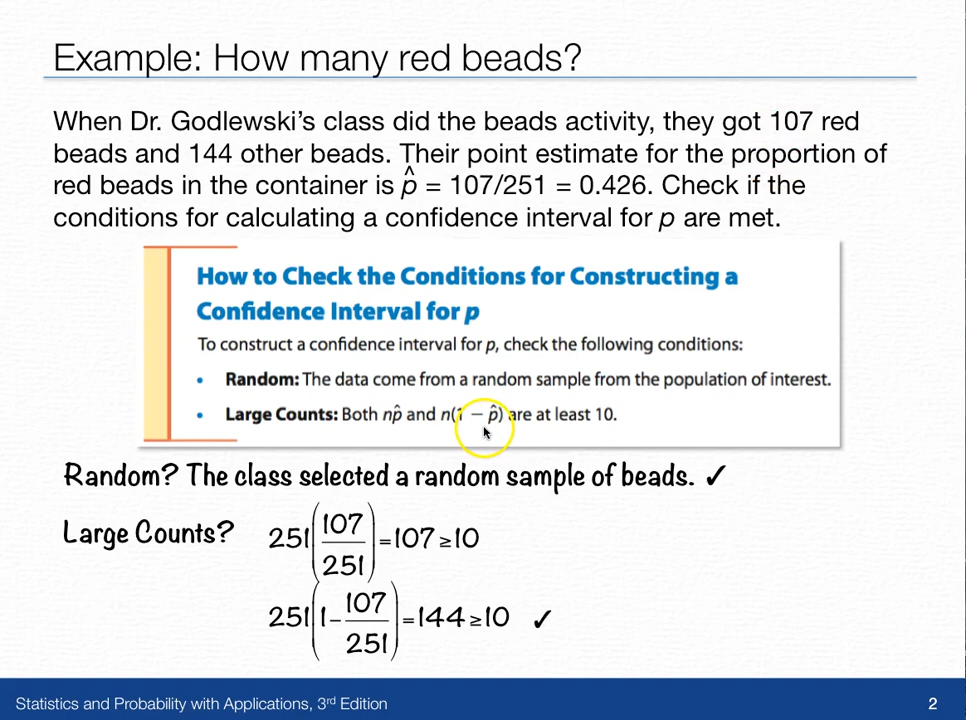 Example: How many red beads?
When Dr. Godlewski's class did the beads activity, they got 107 red
beads and 144 other beads. Their point estimate for the proportion of
red beads in the container is p̂ = 107/251 = 0.426. Check if the
conditions for calculating a confidence interval for p are met.
How to Check the Conditions for Constructing a
Confidence Interval for p
To construct a confidence interval for p, check the following conditions:
• Random: The data come from a random sample from the population of interest.
• Large Counts: Both np̂ and n(1 − p̂) are at least 10.
Random? The class selected a random sample of beads. ✓
Large Counts? 251(107/251)=107≥10
251(1−107/251)=144≥10 ✓
Statistics and Probability with Applications, 3rd Edition 2